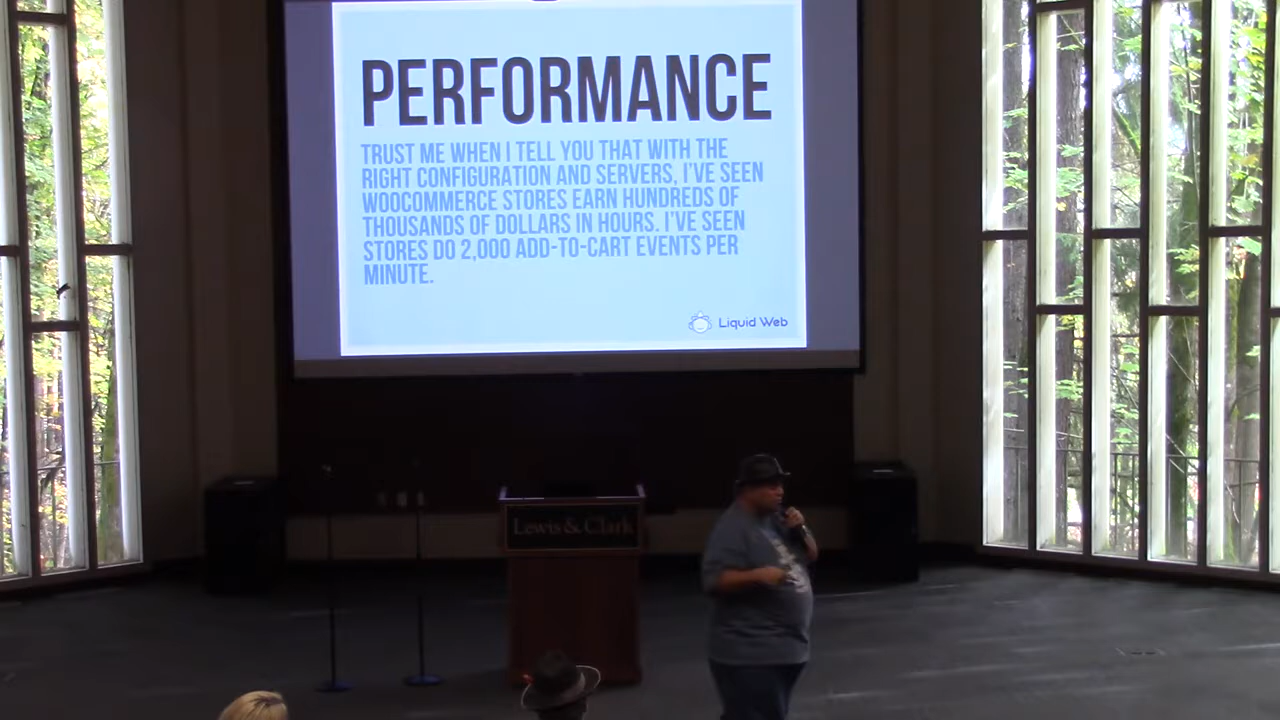 PERFORMANCE
TRUST ME WHEN I TELL YOU THAT WITH THE
RIGHT CONFIGURATION AND SERVERS, I'VE SEEN
WOOCOMMERCE STORES EARN HUNDREDS OF
THOUSANDS OF DOLLARS IN HOURS. I'VE SEEN
STORES DO 2,000 ADD-TO-CART EVENTS PER
MINUTE.
Liquid Web
Lewis & Clark